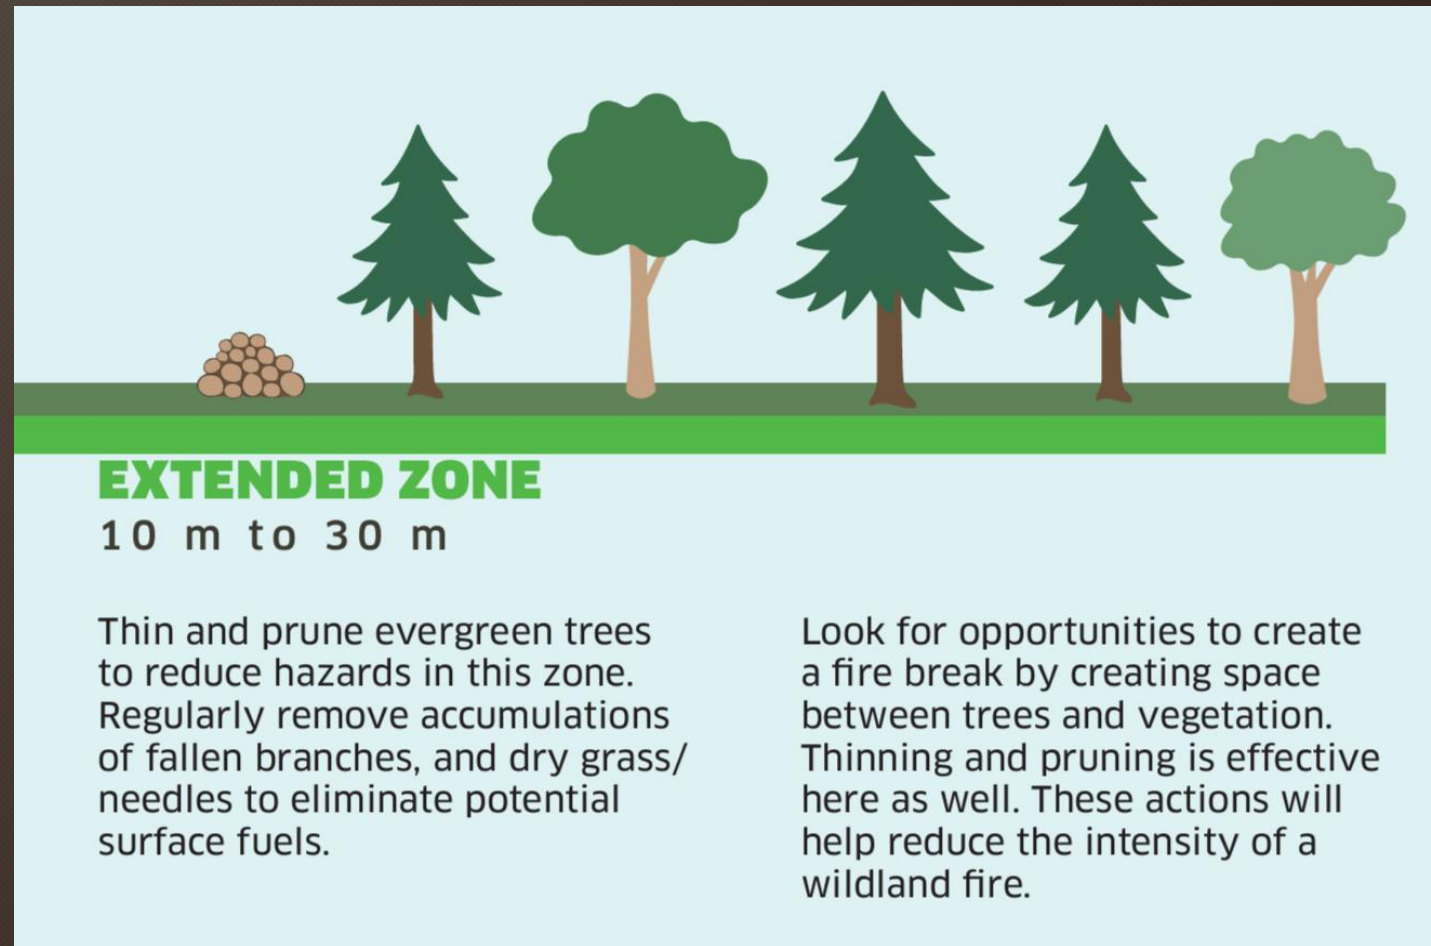 EXTENDED ZONE
10 m to 30 m
Thin and prune evergreen trees
to reduce hazards in this zone.
Regularly remove accumulations
of fallen branches, and dry grass/
needles to eliminate potential
surface fuels.
Look for opportunities to create
a fire break by creating space
between trees and vegetation.
Thinning and pruning is effective
here as well. These actions will
help reduce the intensity of a
wildland fire.